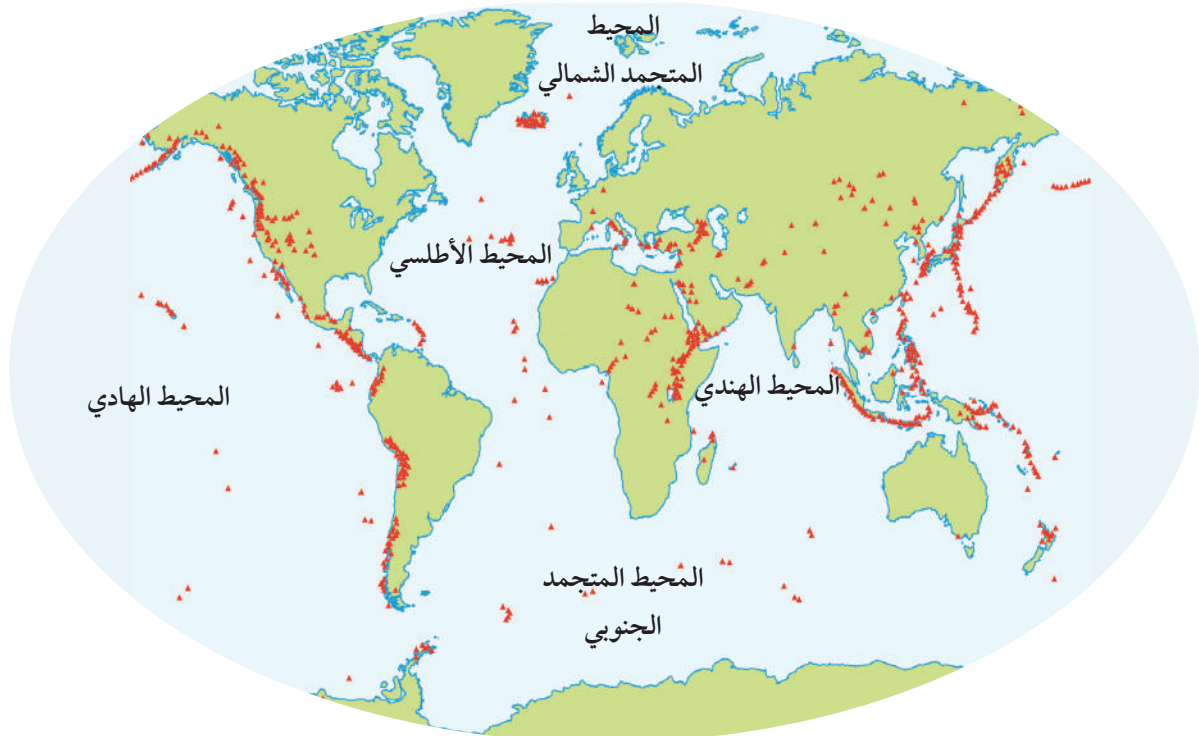 المحيط
المتجمد الشمالي
المحيط الأطلسي
المحيط الهندي
المحيط الهادي
المحيط المتجمد
الجنوبي